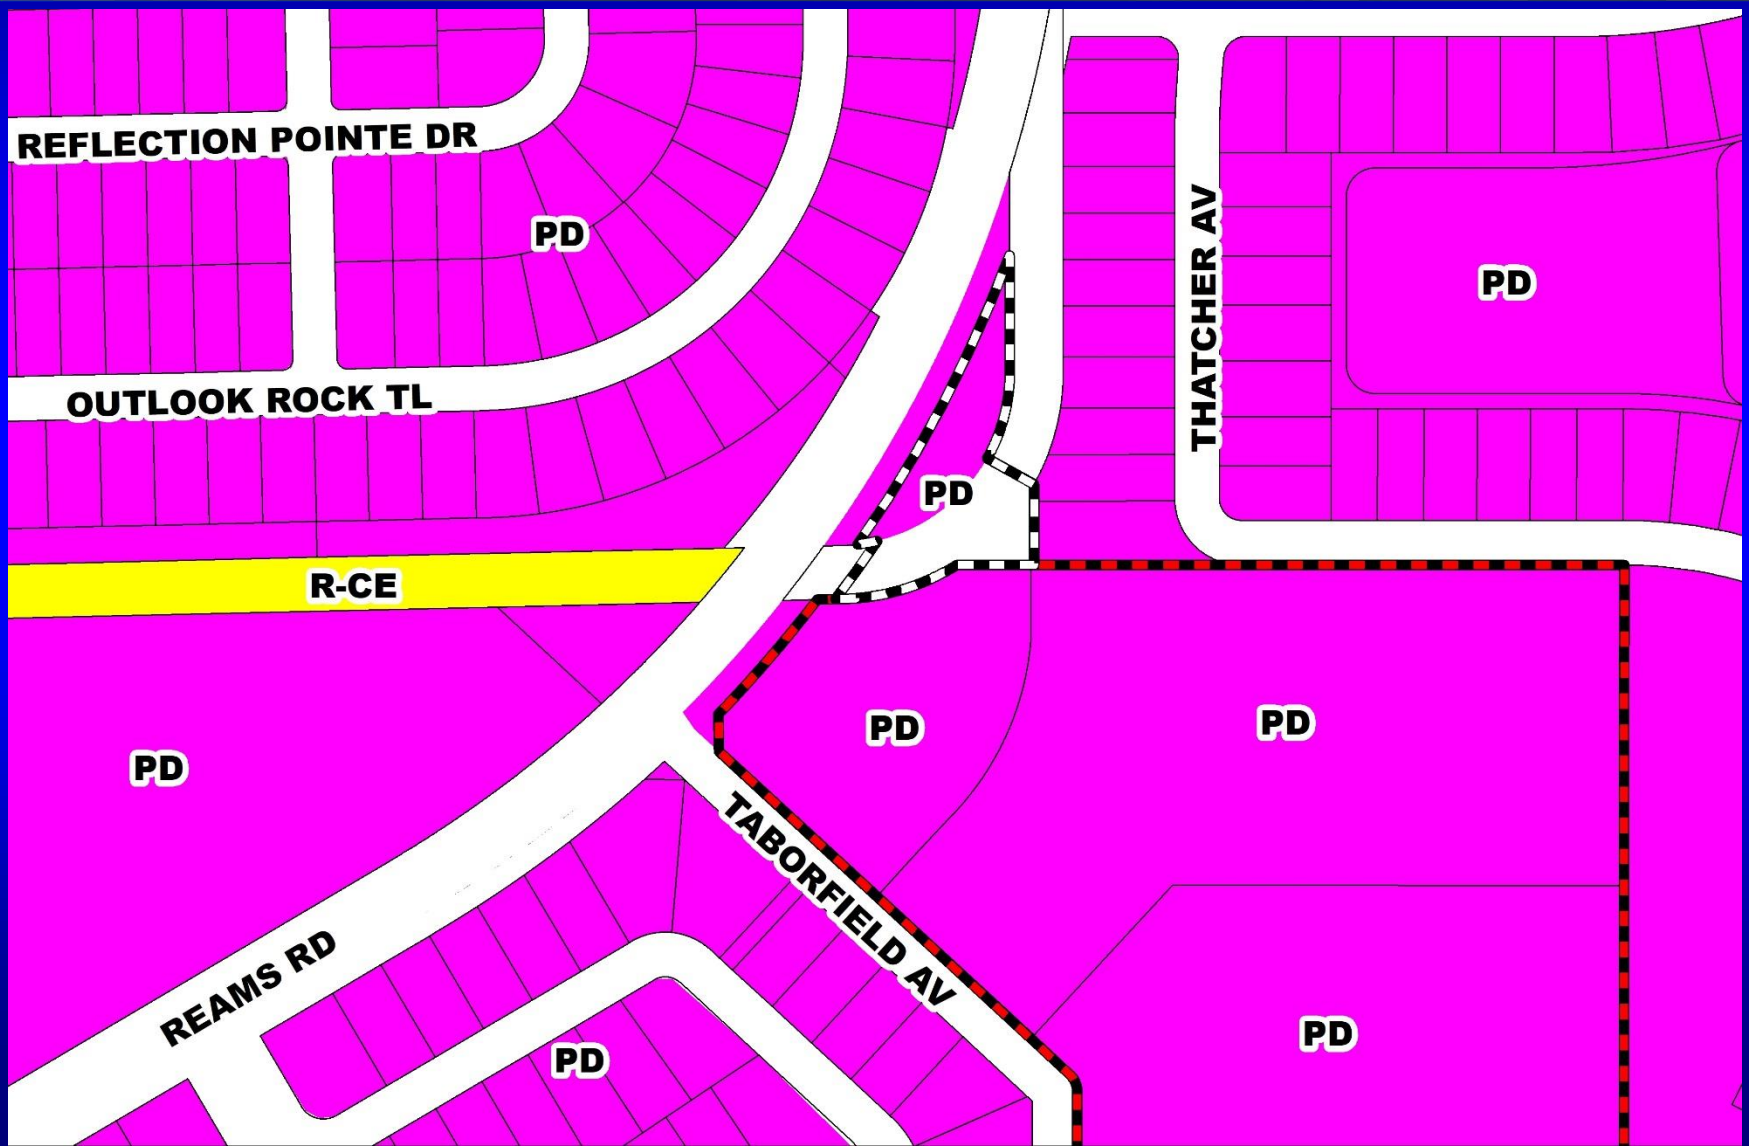 REFLECTION POINTE DR
PD
PD
THATCHER AV
OUTLOOK ROCK TL
PD
R-CE
PD
PD
PD
TABORFIELD AV
REAMS RD
PD
PD